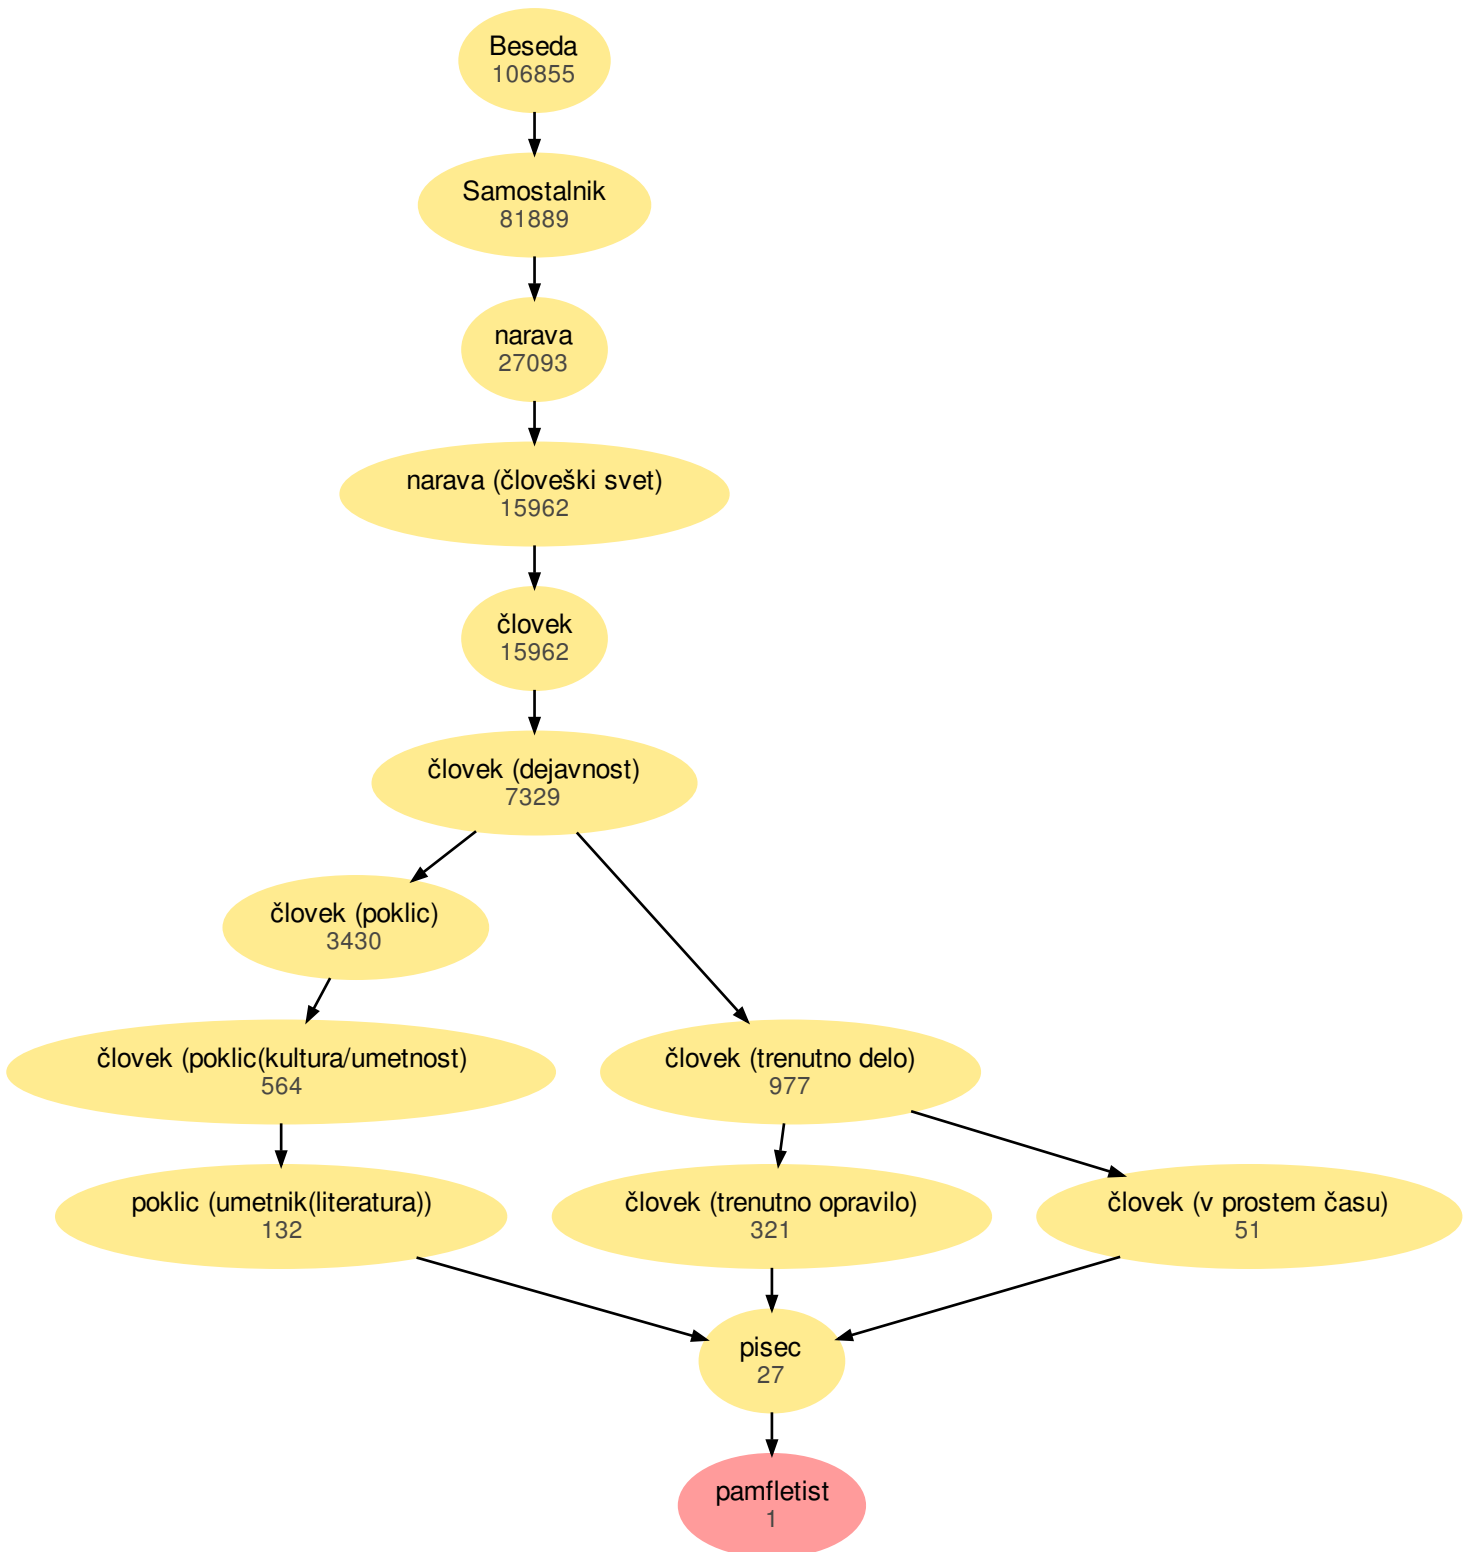 Beseda
106855
Samostalnik
81889
narava
27093
narava (človeški svet)
15962
človek
15962
človek (dejavnost)
7329
človek (poklic)
3430
človek (poklic(kultura/umetnost)
564
človek (trenutno delo)
977
poklic (umetnik(literatura))
132
človek (trenutno opravilo)
321
človek (v prostem času)
51
pisec
27
pamfletist
1